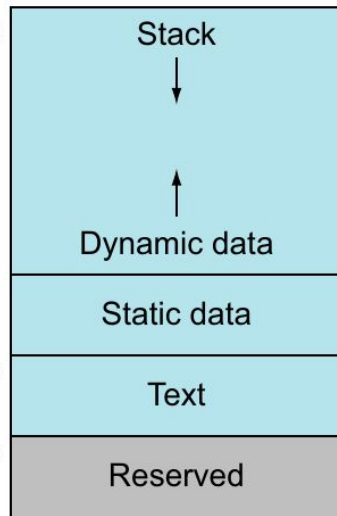 Stack
Dynamic data
Static data
Text
Reserved